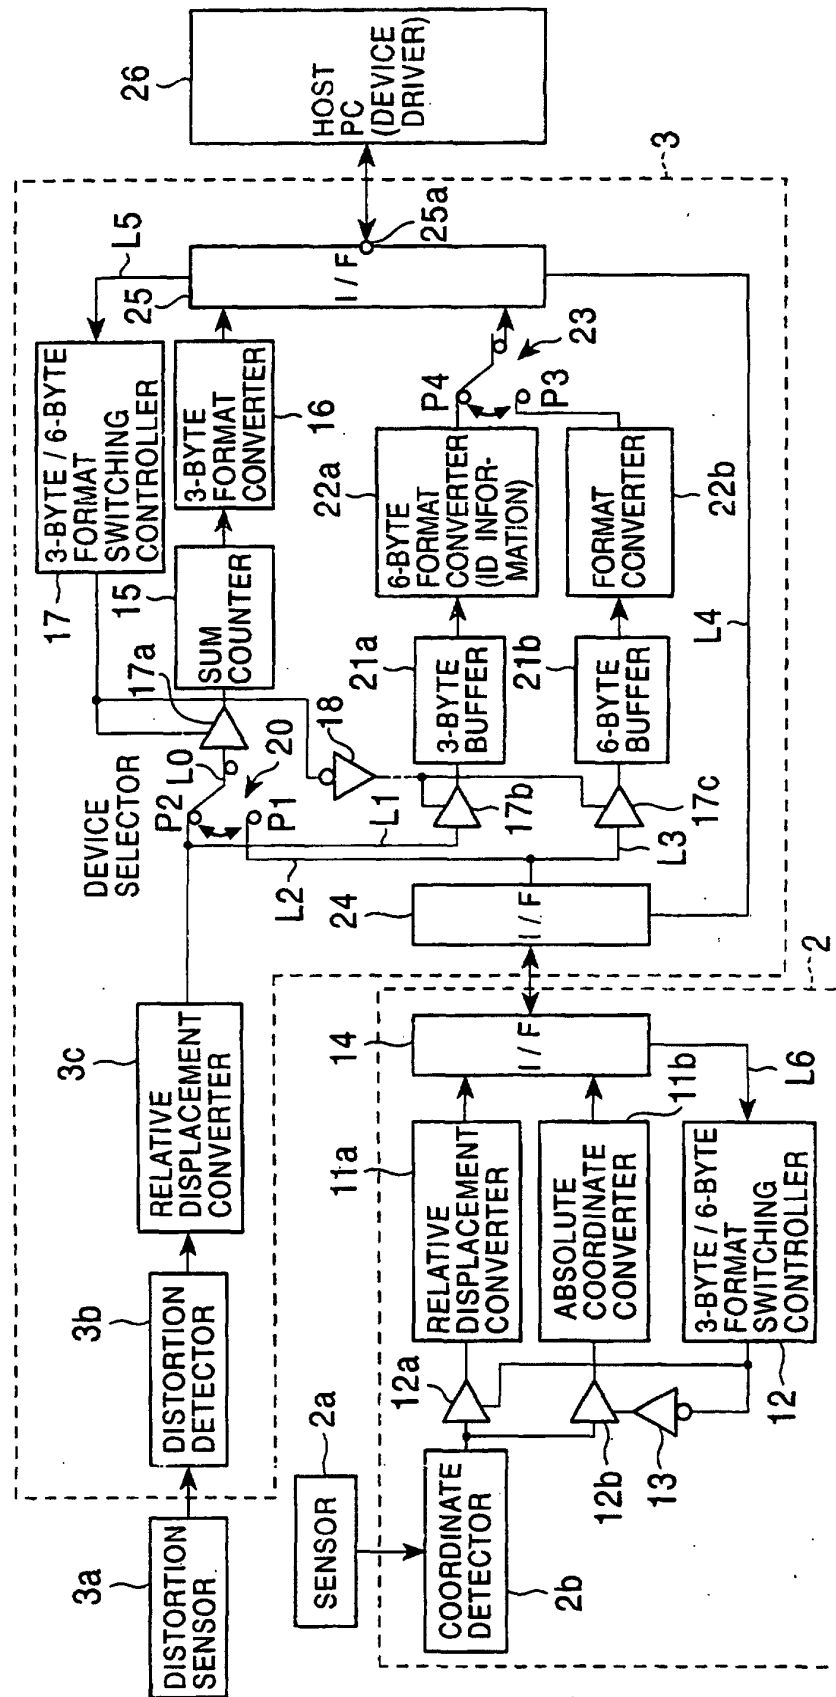 3a
DISTORTION
SENSOR
3b
DISTORTION
DETECTOR
3c
RELATIVE
DISPLACEMENT
CONVERTER
DEVICE
SELECTOR
P2
L0
P1
20
17a
15
SUM
COUNTER
17
3-BYTE / 6-BYTE
FORMAT
SWITCHING
CONTROLLER
3-BYTE
FORMAT
CONVERTER
16
25
L5
I / F
25a
26
HOST
PC
(DEVICE
DRIVER)
18
L1
L2
17b
17c
L3
21a
3-BYTE
BUFFER
21b
6-BYTE
BUFFER
22a
6-BYTE
FORMAT
CONVERTER
(ID INFOR-
MATION)
FORMAT
CONVERTER
22b
P4
P3
23
L4
24
I / F
3
2a
SENSOR
COORDINATE
DETECTOR
2b
12a
12b
13
11a
RELATIVE
DISPLACEMENT
CONVERTER
ABSOLUTE
COORDINATE
CONVERTER
11b
3-BYTE / 6-BYTE
FORMAT
SWITCHING
CONTROLLER
12
14
I / F
L6
2